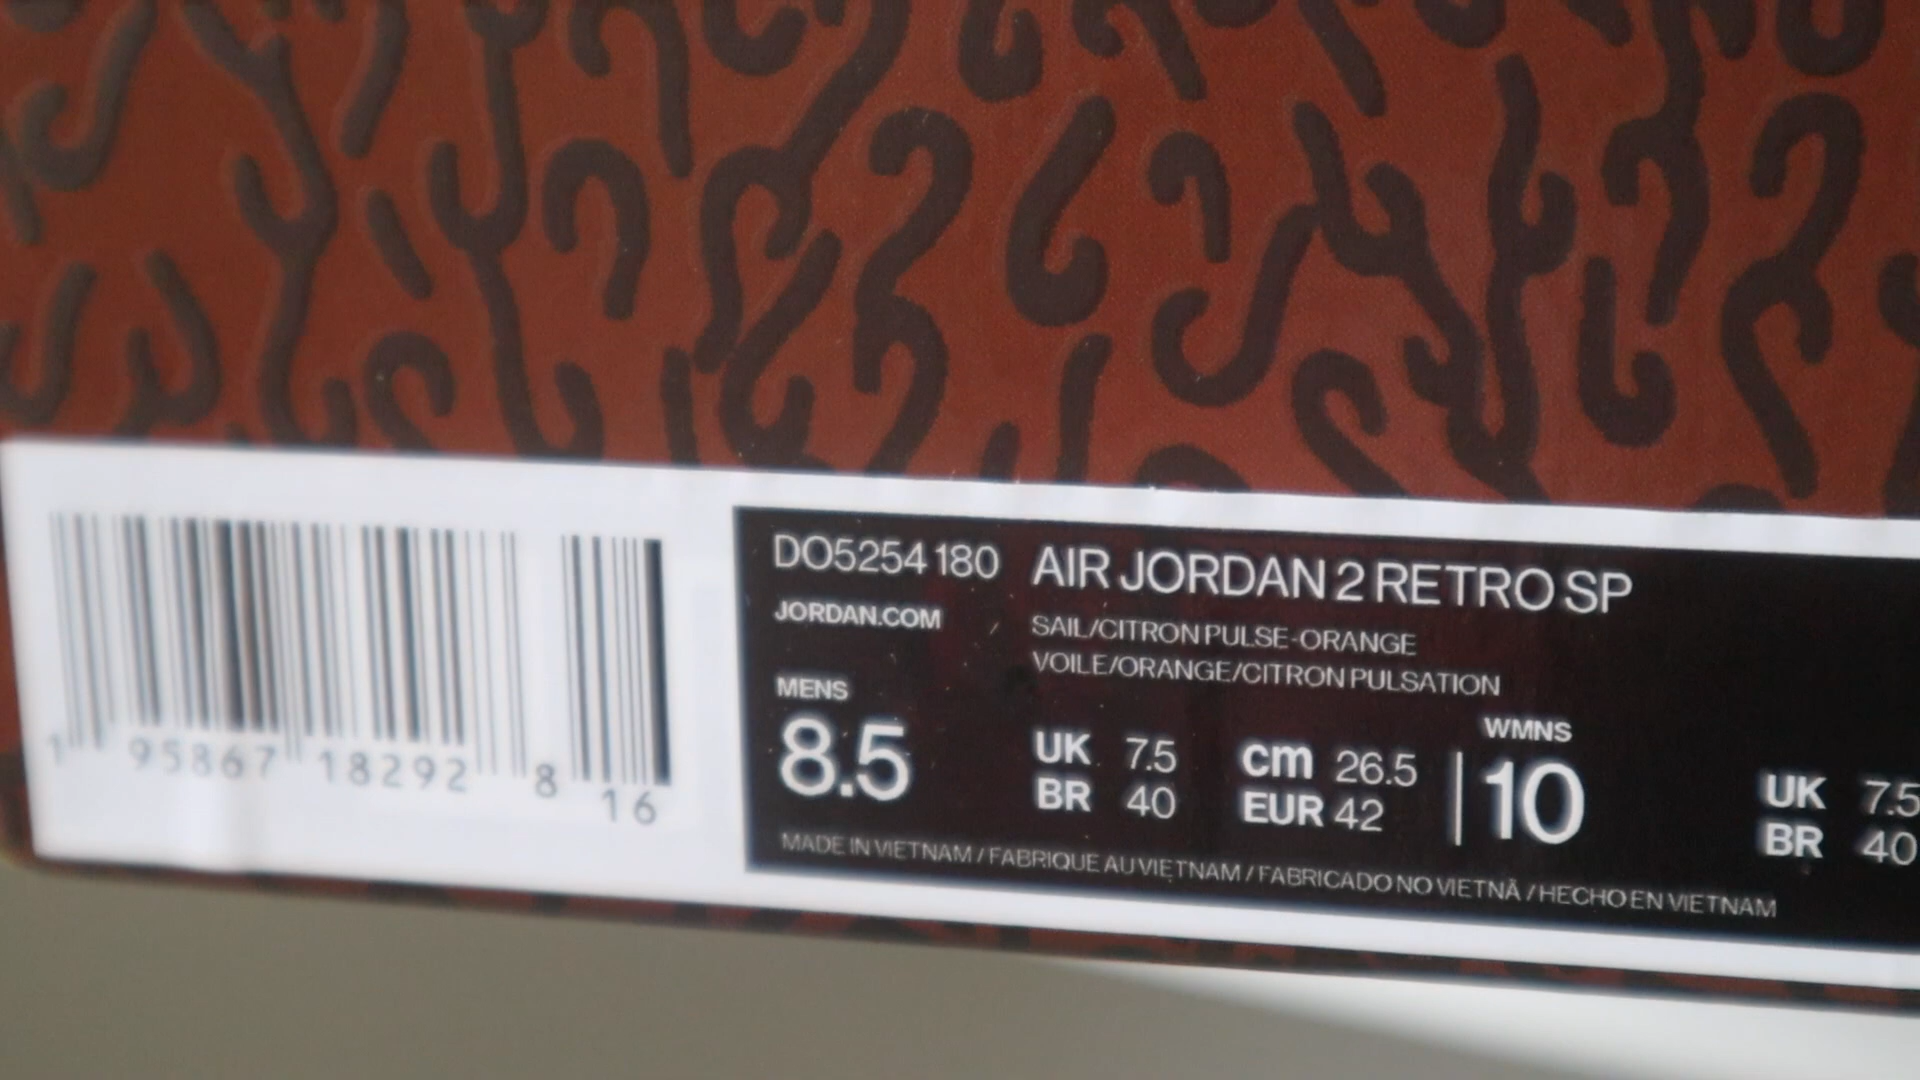 DO5254 180 AIR JORDAN 2 RETRO SP
JORDAN.COM
SAIL/CITRON PULSE-ORANGE
VOILE/ORANGE/CITRON PULSATION
MENS
WMNS
8.5 UK 7.5 cm 26.5 | 10 UK 7.5
BR 40 EUR 42 BR 40
MADE IN VIETNAM / FABRIQUE AU VIETNAM / FABRICADO NO VIETNÃ / HECHO EN VIETNAM
1 95867 18292 8 16